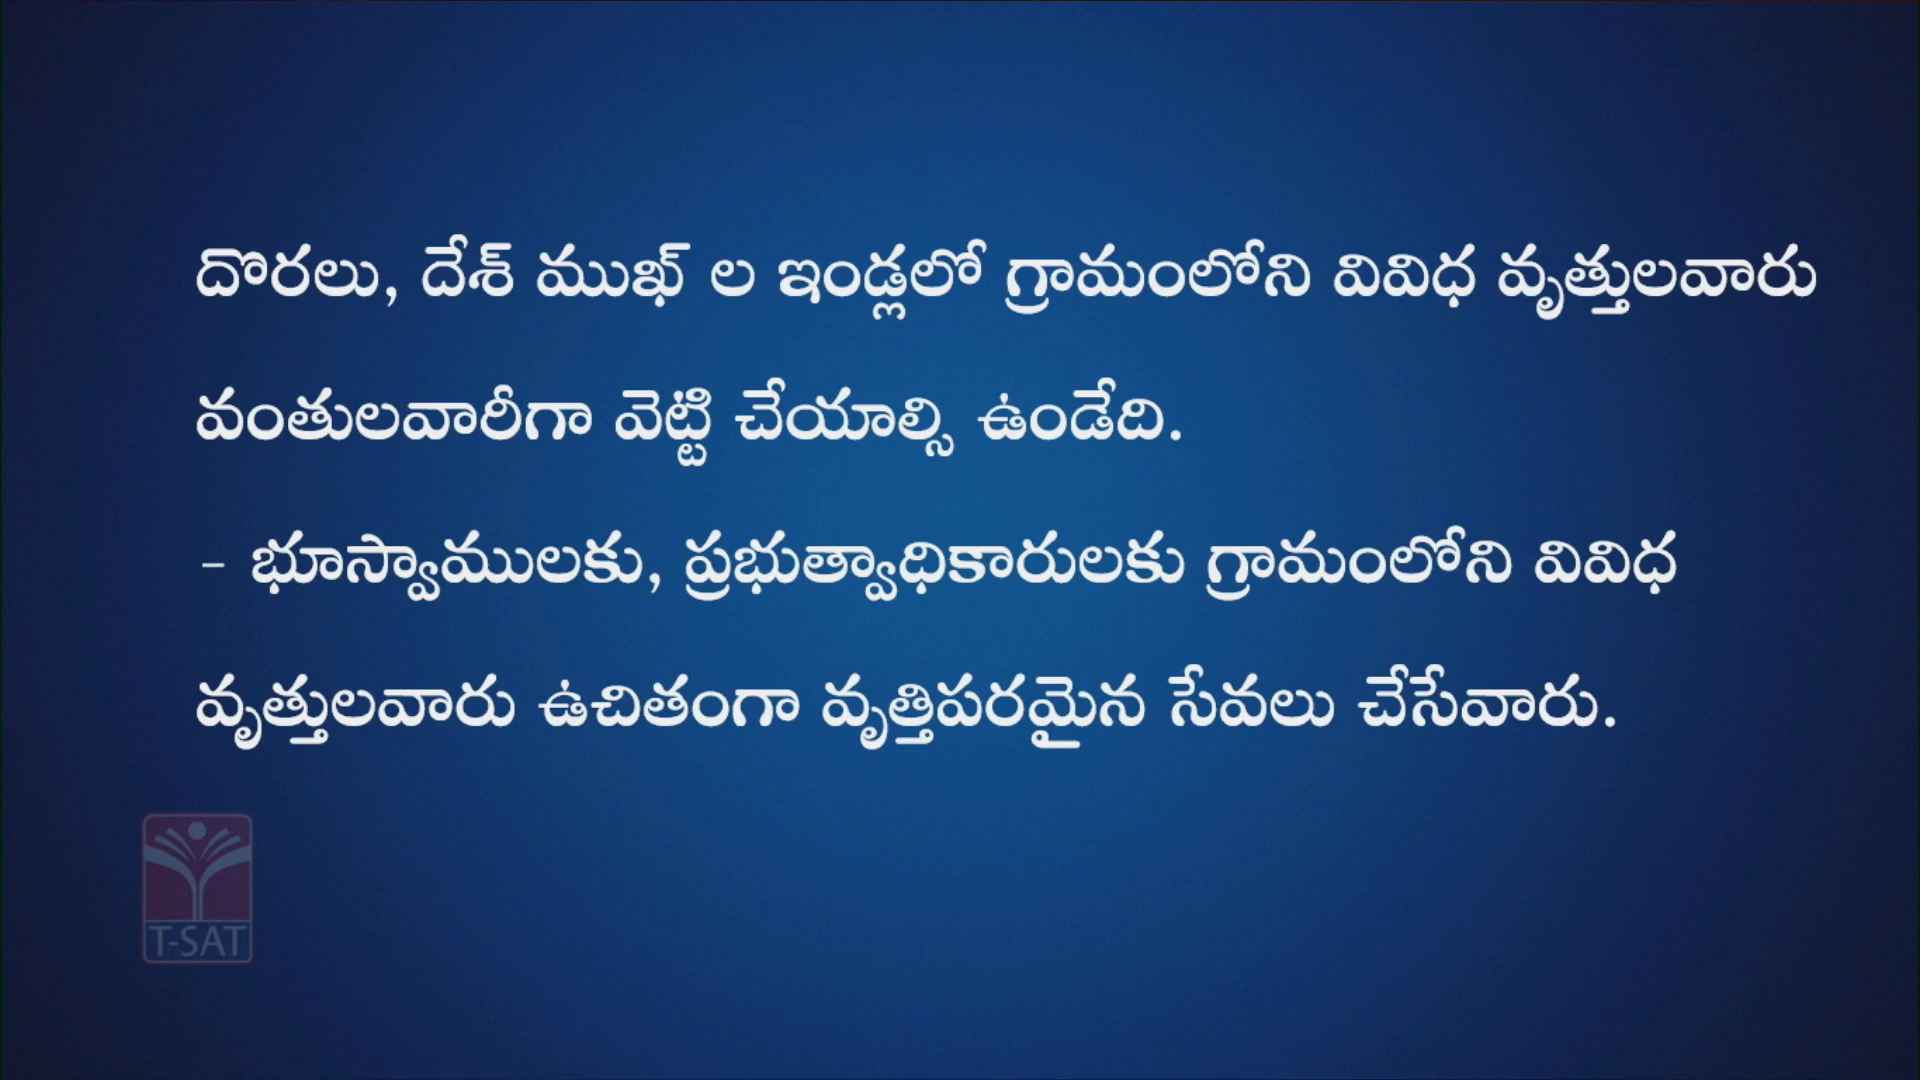 దొరలు, దేశ్ ముఖ్ ల ఇండ్లలో గ్రామంలోని వివిధ వృత్తులవారు
వంతులవారీగా వెట్టి చేయాల్సి ఉండేది.
- భూస్వాములకు, ప్రభుత్వాధికారులకు గ్రామంలోని వివిధ
వృత్తులవారు ఉచితంగా వృత్తిపరమైన సేవలు చేసేవారు.
T-SAT